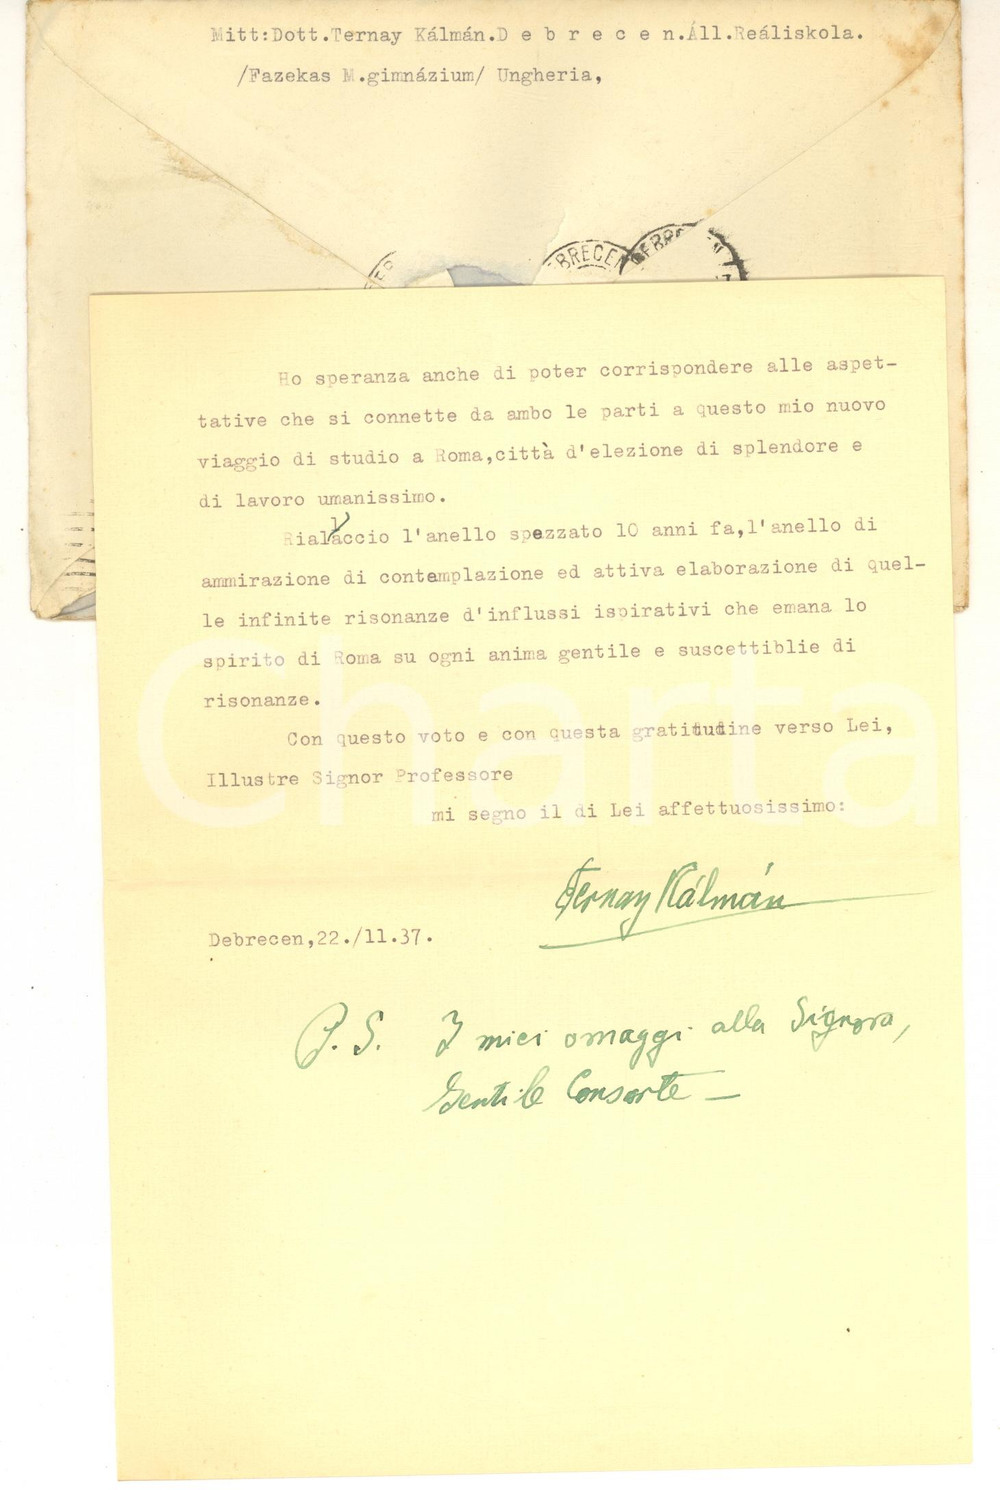 Mitt:Dott.Ternay Kálmán.D e b r e c e n.Áll.Reáliskola.
/Fazekas M.gimnázium/ Ungheria,
DEBRECEN
DEBRECEN
Ho speranza anche di poter corrispondere alle aspet-
tative che si connette da ambo le parti a questo mio nuovo
viaggio di studio a Roma,città d'elezione di splendore e
di lavoro umanissimo.
Rialaccio l'anello spezzato 10 anni fa,l'anello di
ammirazione di contemplazione ed attiva elaborazione di quel-
le infinite risonanze d'influssi ispirativi che emana lo
spirito di Roma su ogni anima gentile e suscettiblie di
risonanze.
Con questo voto e con questa gratitudine verso Lei,
Illustre Signor Professore
mi segno il di Lei affettuosissimo:
Ternay Kálmán
Debrecen,22./11.37.
P. S. I miei omaggi alla Signora,
Gentile Consorte —
Charta